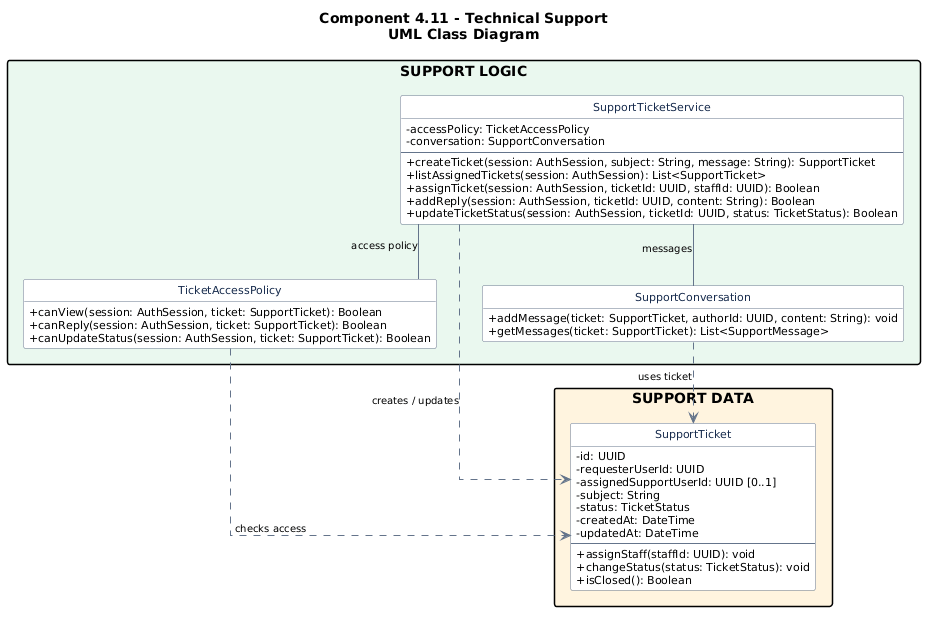 Component 4.11 - Technical Support
UML Class Diagram
SUPPORT LOGIC
SupportTicketService
-accessPolicy: TicketAccessPolicy
-conversation: SupportConversation
+createTicket(session: AuthSession, subject: String, message: String): SupportTicket
+listAssignedTickets(session: AuthSession): List<SupportTicket>
+assignTicket(session: AuthSession, ticketId: UUID, staffId: UUID): Boolean
+addReply(session: AuthSession, ticketId: UUID, content: String): Boolean
+updateTicketStatus(session: AuthSession, ticketId: UUID, status: TicketStatus): Boolean
access policy
messages
TicketAccessPolicy
+canView(session: AuthSession, ticket: SupportTicket): Boolean
+canReply(session: AuthSession, ticket: SupportTicket): Boolean
+canUpdateStatus(session: AuthSession, ticket: SupportTicket): Boolean
SupportConversation
+addMessage(ticket: SupportTicket, authorId: UUID, content: String): void
+getMessages(ticket: SupportTicket): List<SupportMessage>
uses ticket
creates / updates
SUPPORT DATA
SupportTicket
-id: UUID
-requesterUserId: UUID
-assignedSupportUserId: UUID [0..1]
-subject: String
-status: TicketStatus
-createdAt: DateTime
-updatedAt: DateTime
+assignStaff(staffId: UUID): void
+changeStatus(status: TicketStatus): void
+isClosed(): Boolean
checks access